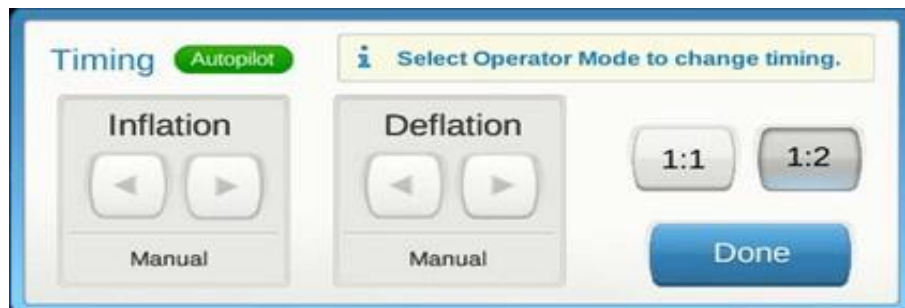 Timing Autopilot
i Select Operator Mode to change timing.
Inflation
Deflation
1:1
1:2
Manual
Manual
Done